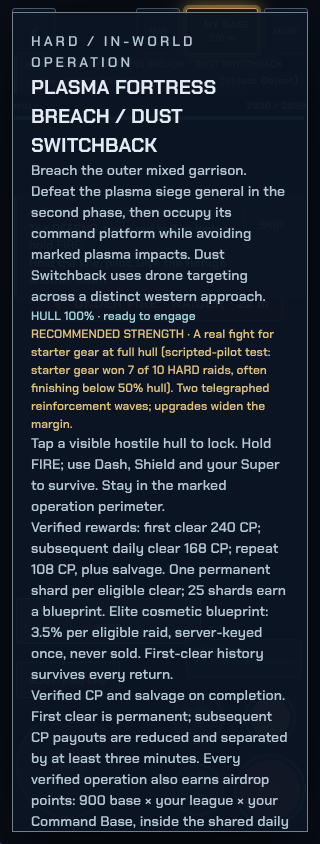 HARD / IN-WORLD
OPERATION
PLASMA FORTRESS
BREACH / DUST
SWITCHBACK
Breach the outer mixed garrison.
Defeat the plasma siege general in the
second phase, then occupy its
command platform while avoiding
marked plasma impacts. Dust
Switchback uses drone targeting
across a distinct western approach.
HULL 100% · ready to engage
RECOMMENDED STRENGTH · A real fight for
starter gear at full hull (scripted-pilot test:
starter gear won 7 of 10 HARD raids, often
finishing below 50% hull). Two telegraphed
reinforcement waves; upgrades widen the
margin.
Tap a visible hostile hull to lock. Hold
FIRE; use Dash, Shield and your Super
to survive. Stay in the marked
operation perimeter.
Verified rewards: first clear 240 CP;
subsequent daily clear 168 CP; repeat
108 CP, plus salvage. One permanent
shard per eligible clear; 25 shards earn
a blueprint. Elite cosmetic blueprint:
3.5% per eligible raid, server-keyed
once, never sold. First-clear history
survives every return.
Verified CP and salvage on completion.
First clear is permanent; subsequent
CP payouts are reduced and separated
by at least three minutes. Every
verified operation also earns airdrop
points: 900 base × your league × your
Command Base, inside the shared daily